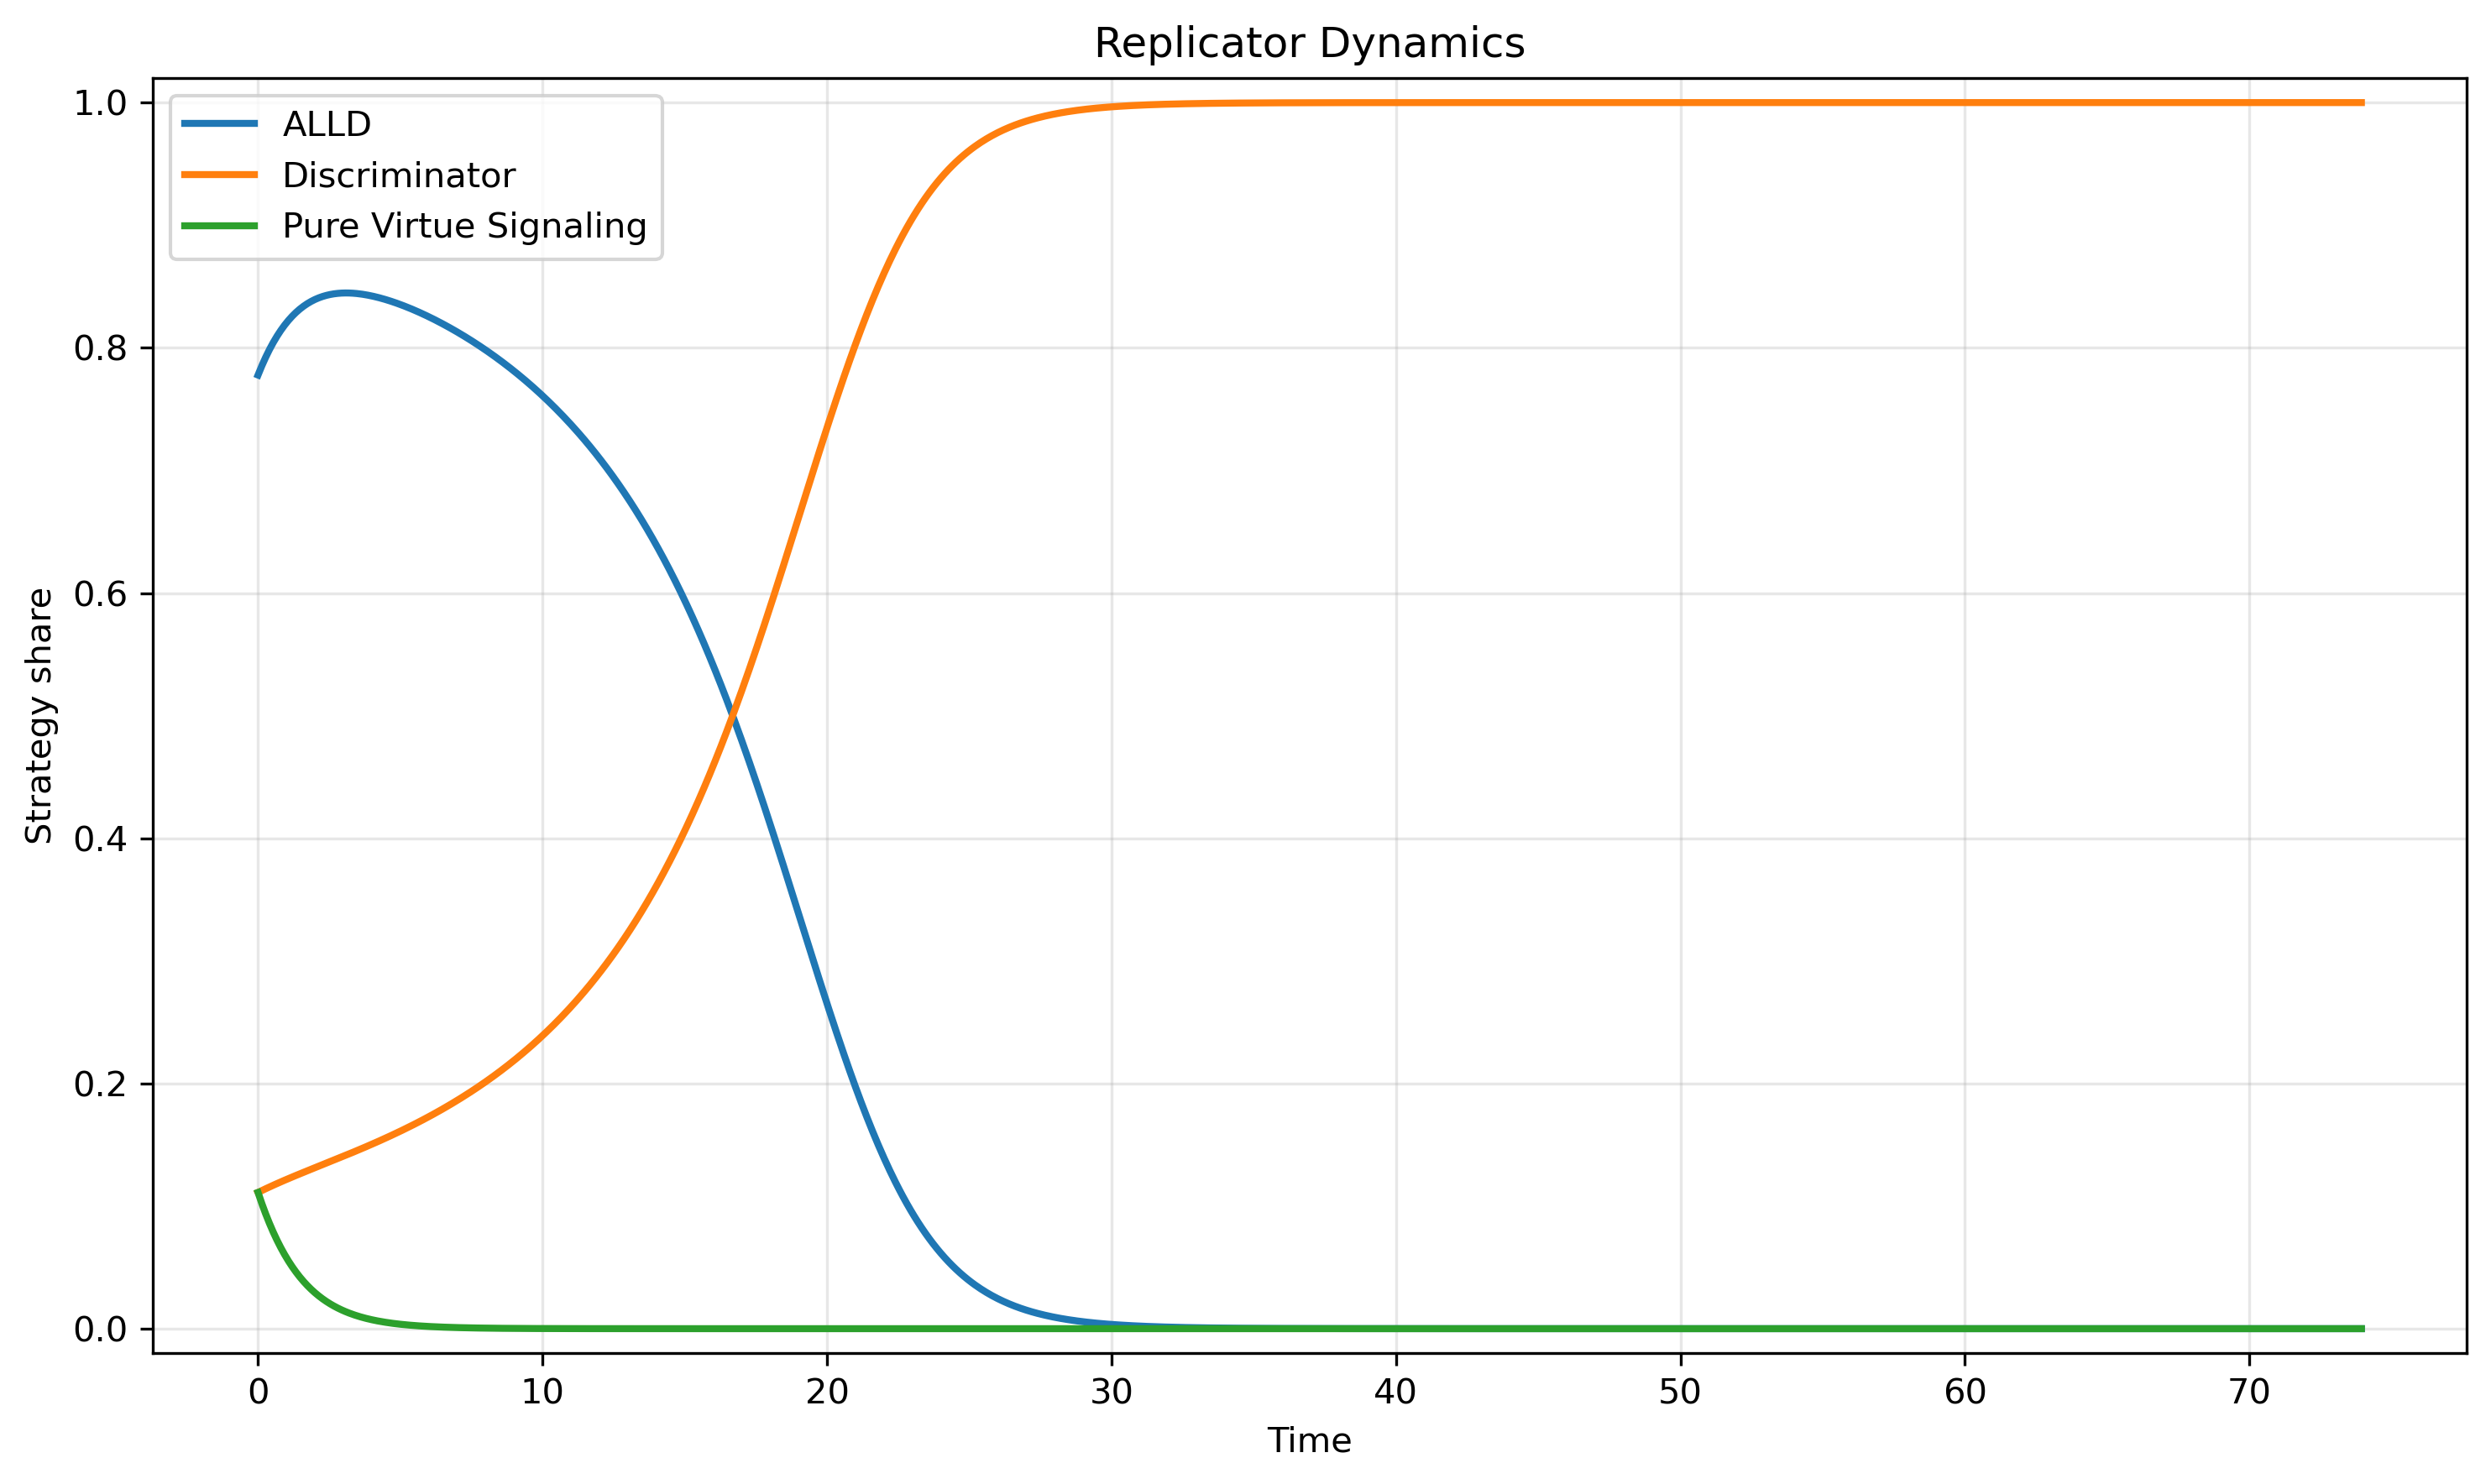 Replicator Dynamics
ALLD
Discriminator
Pure Virtue Signaling
Strategy share
1.0
0.8
0.6
0.4
0.2
0.0
0 10 20 30 40 50 60 70
Time